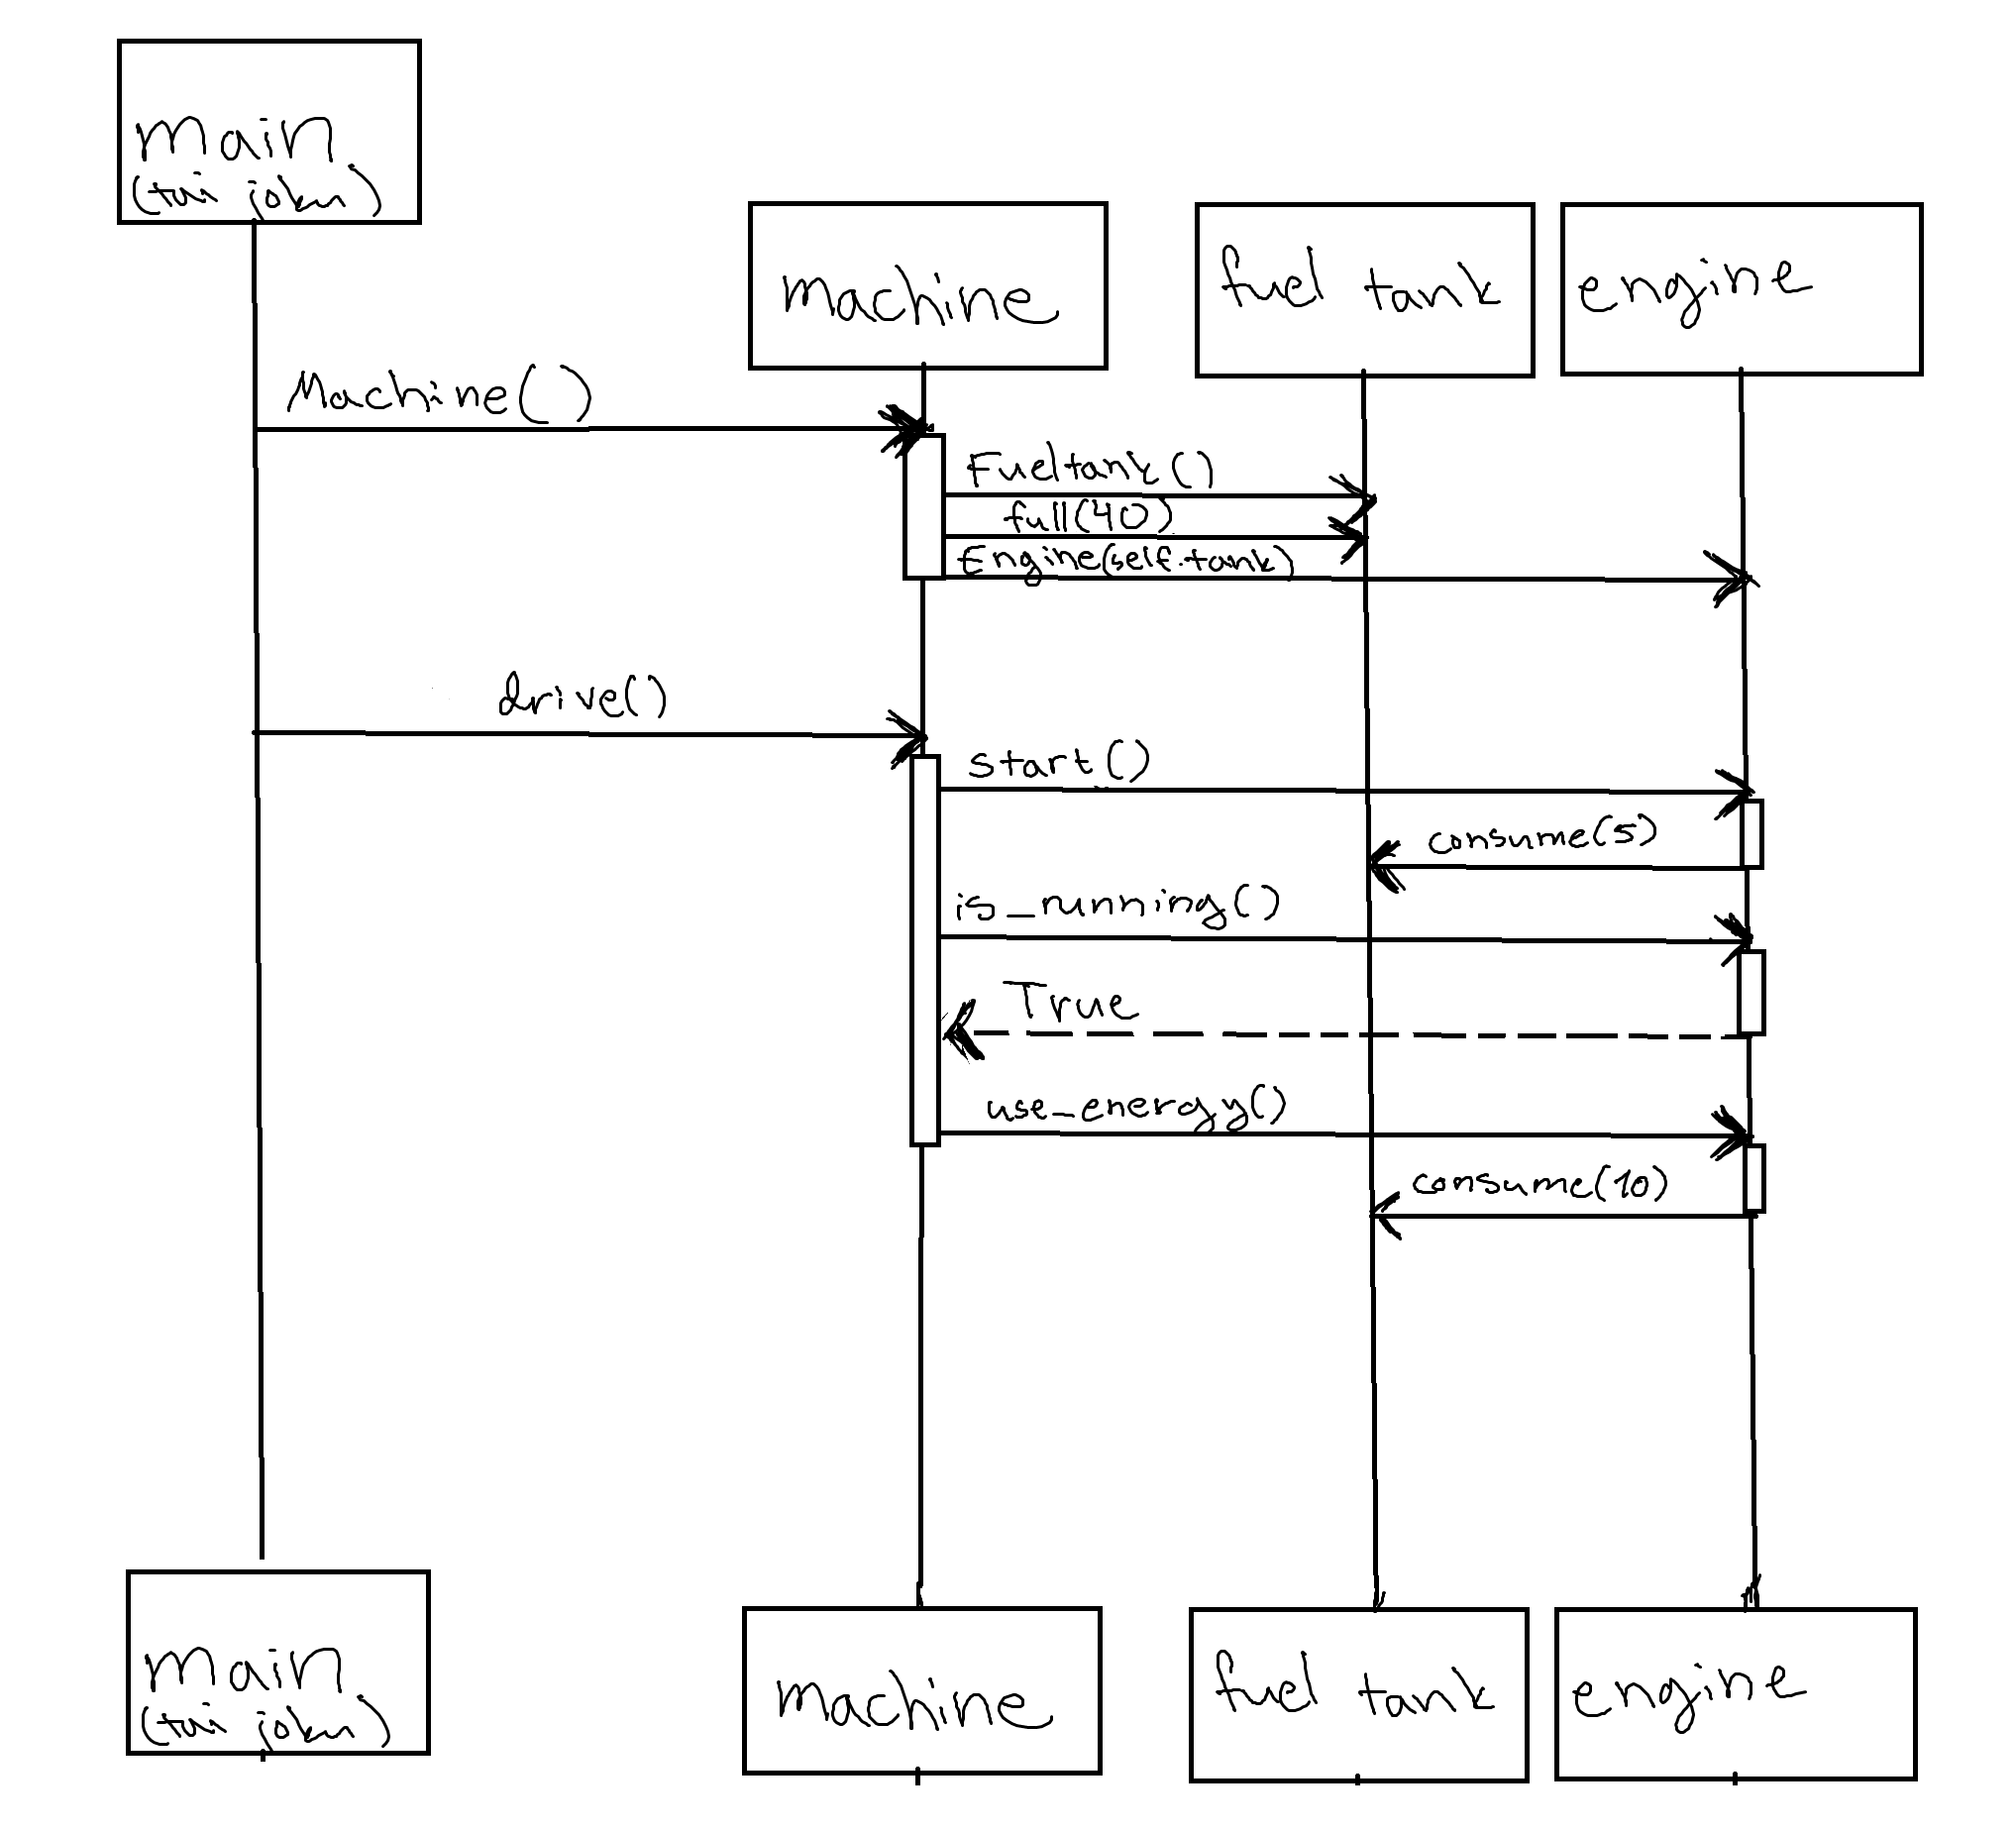 main
(tai joku)
machine
fuel tank
engine
Machine()
Fueltank()
full(40)
Engine(self.tank)
drive()
start()
consume(5)
is_running()
True
use_energy()
consume(10)
main
(tai joku)
machine
fuel tank
engine